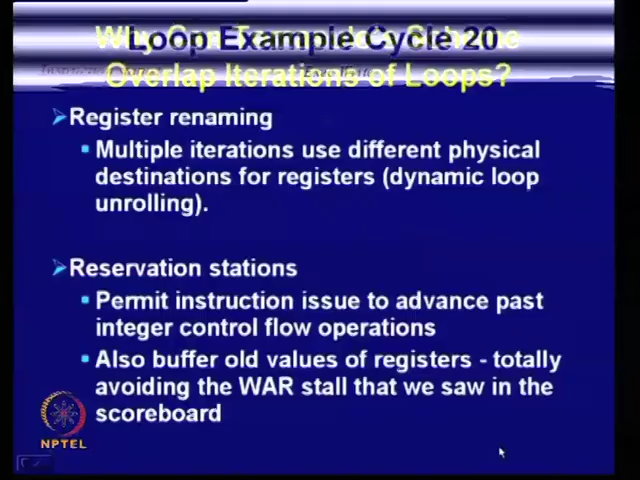 Loop Example Cycle 20
Overlap Iterations of Loops?
Register renaming
Multiple iterations use different physical
destinations for registers (dynamic loop
unrolling).
Reservation stations
Permit instruction issue to advance past
integer control flow operations
Also buffer old values of registers - totally
avoiding the WAR stall that we saw in the
scoreboard
NPTEL